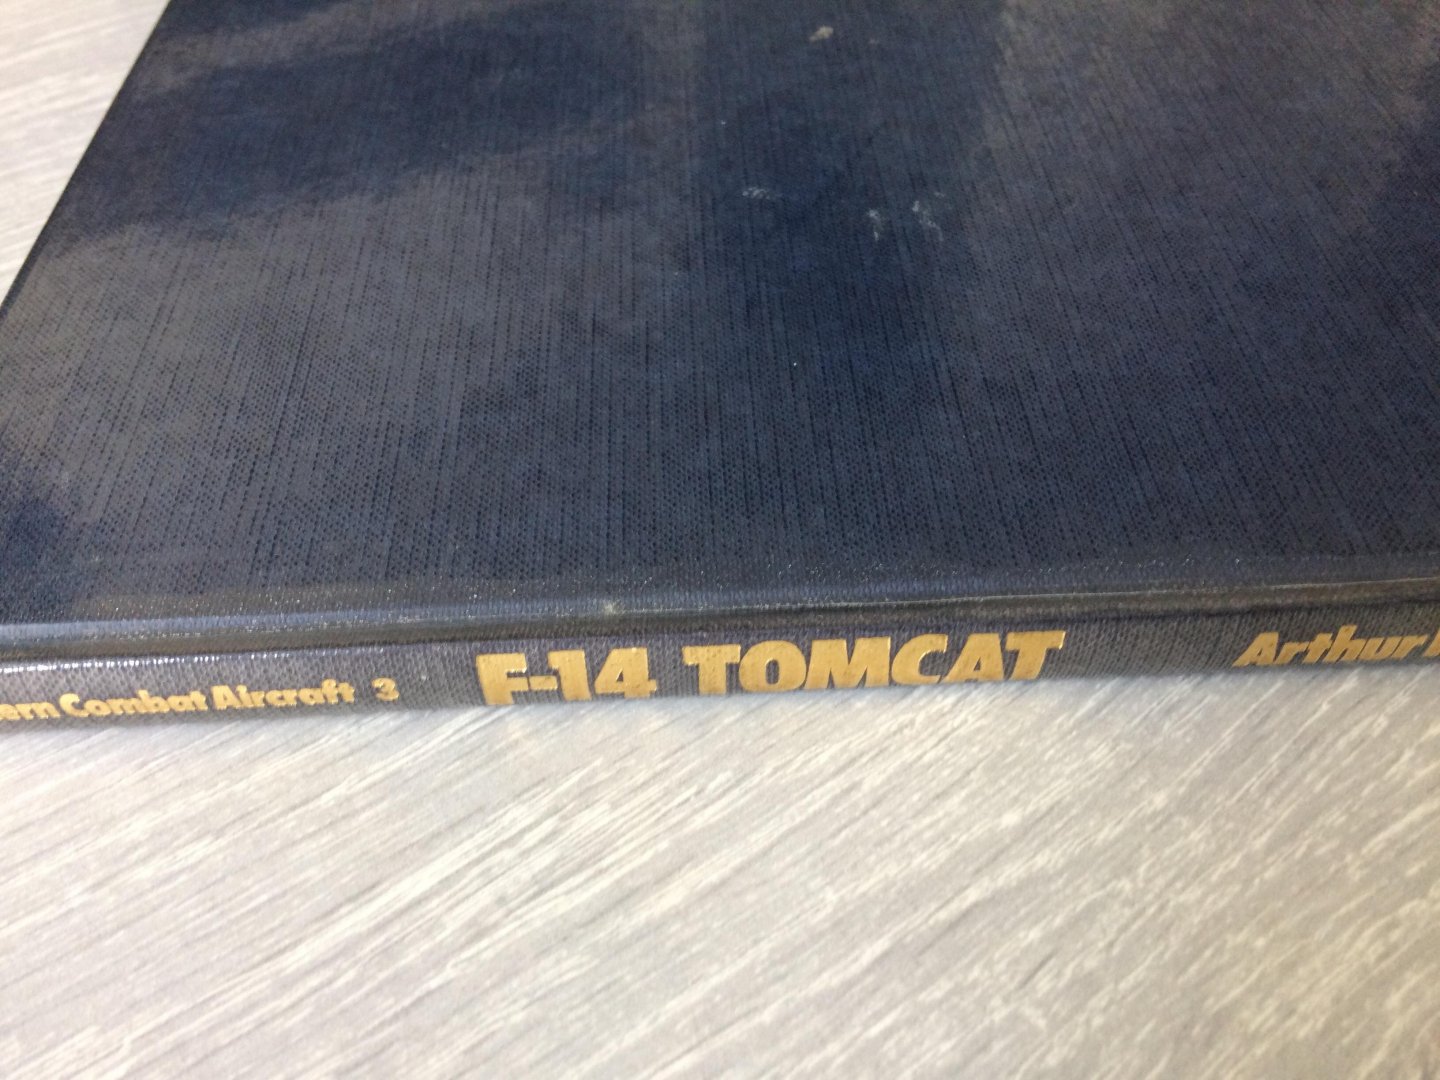 ern Combat Aircraft 3 F-14 TOMCAT Arthur